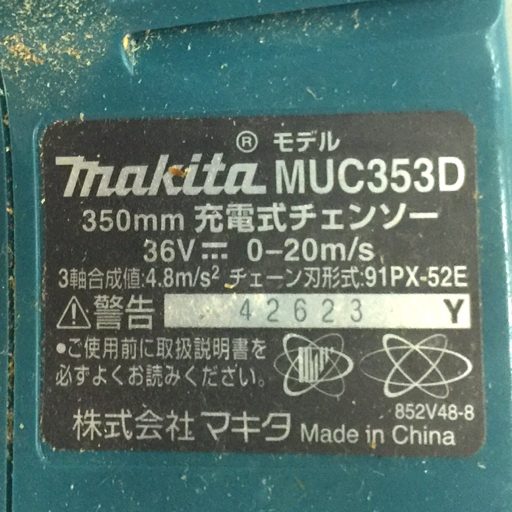 ® モデル
makita MUC353D
350mm 充電式チェンソー
36V⎓ 0-20m/s
3軸合成値:4.8m/s² チェーン刃形式:91PX-52E
⚠警告 42623 Y
●ご使用前に取扱説明書を
必ずよくお読みください。
852V48-8
株式会社 マキタ Made in China